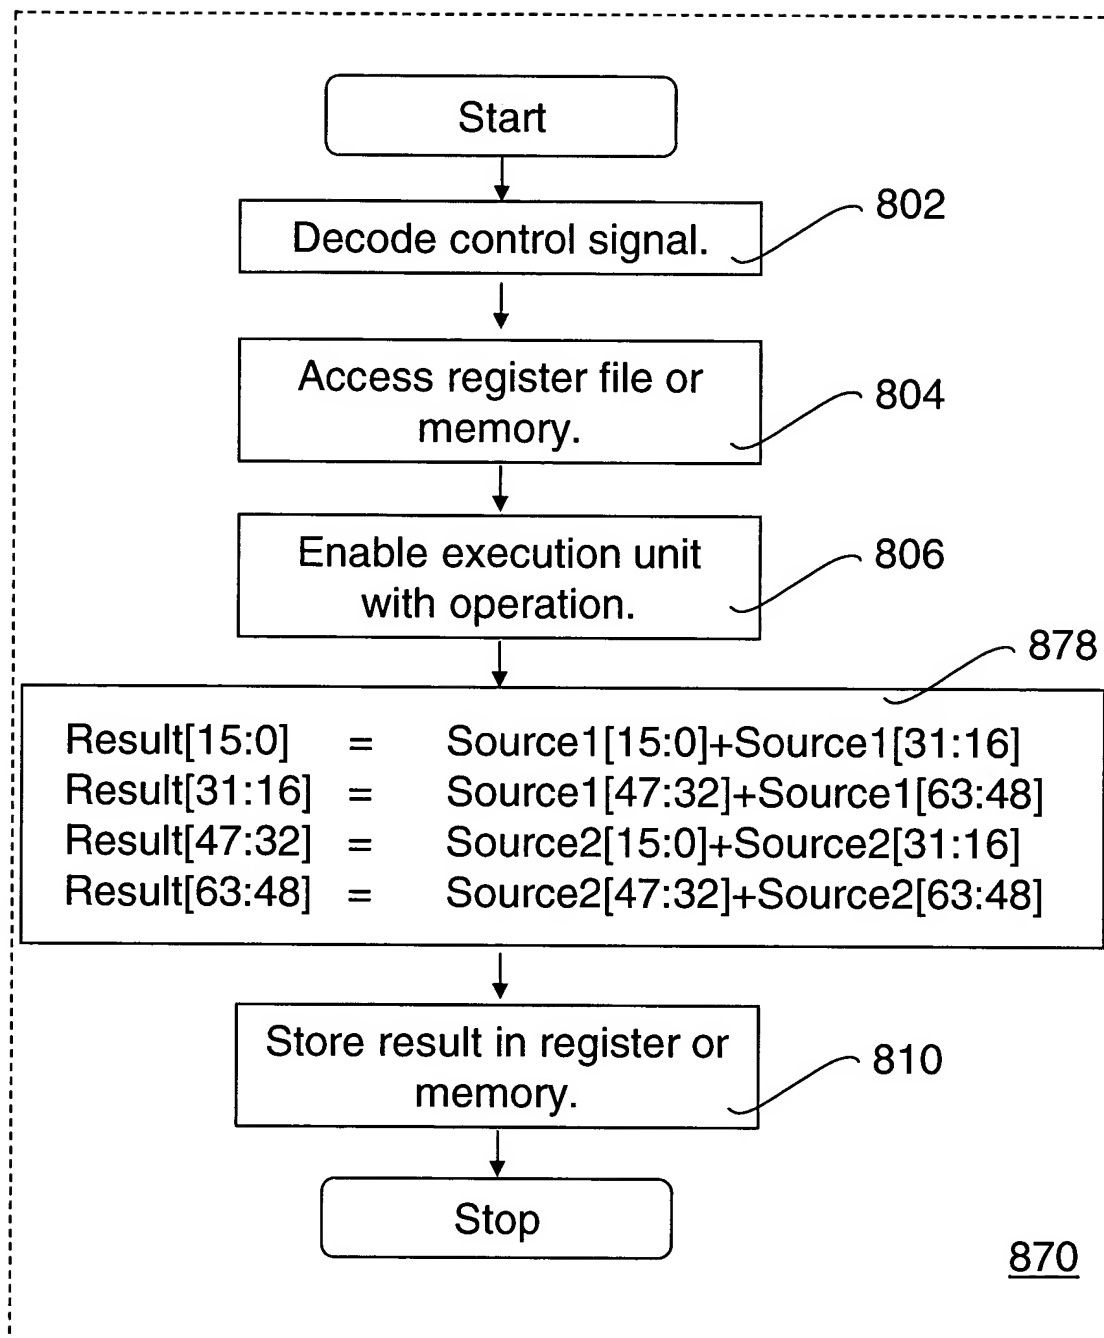 Start
802
Decode control signal.
804
Access register file or
memory.
806
Enable execution unit
with operation.
878
Result[15:0] = Source1[15:0]+Source1[31:16]
Result[31:16] = Source1[47:32]+Source1[63:48]
Result[47:32] = Source2[15:0]+Source2[31:16]
Result[63:48] = Source2[47:32]+Source2[63:48]
Store result in register or
memory.
810
Stop
870